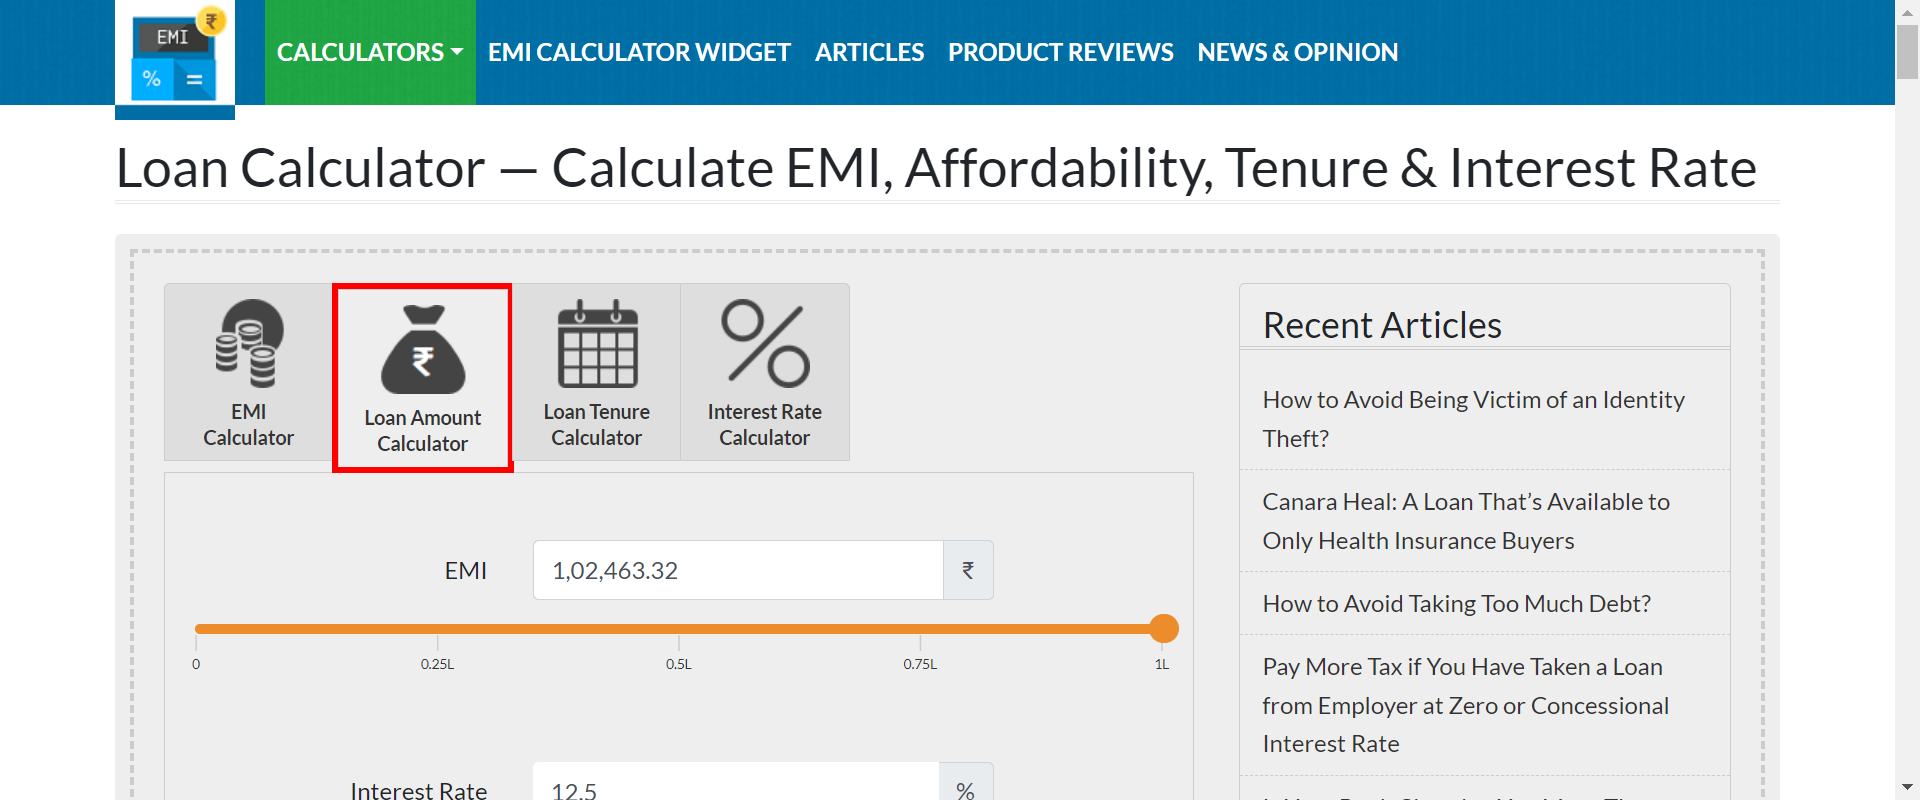 EMI
₹
%
=
CALCULATORS
EMI CALCULATOR WIDGET
ARTICLES
PRODUCT REVIEWS
NEWS & OPINION
Loan Calculator — Calculate EMI, Affordability, Tenure & Interest Rate
EMI
Calculator
₹
Loan Amount
Calculator
Loan Tenure
Calculator
Interest Rate
Calculator
EMI
1,02,463.32
₹
0
0.25L
0.5L
0.75L
1L
Interest Rate
12.5
%
Recent Articles
How to Avoid Being Victim of an Identity
Theft?
Canara Heal: A Loan That’s Available to
Only Health Insurance Buyers
How to Avoid Taking Too Much Debt?
Pay More Tax if You Have Taken a Loan
from Employer at Zero or Concessional
Interest Rate